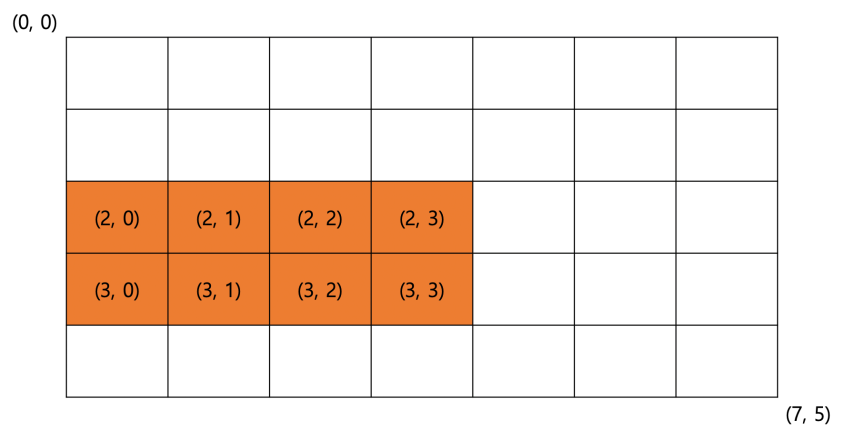 (0, 0)
(2, 0) (2, 1) (2, 2) (2, 3)
(3, 0) (3, 1) (3, 2) (3, 3)
(7, 5)